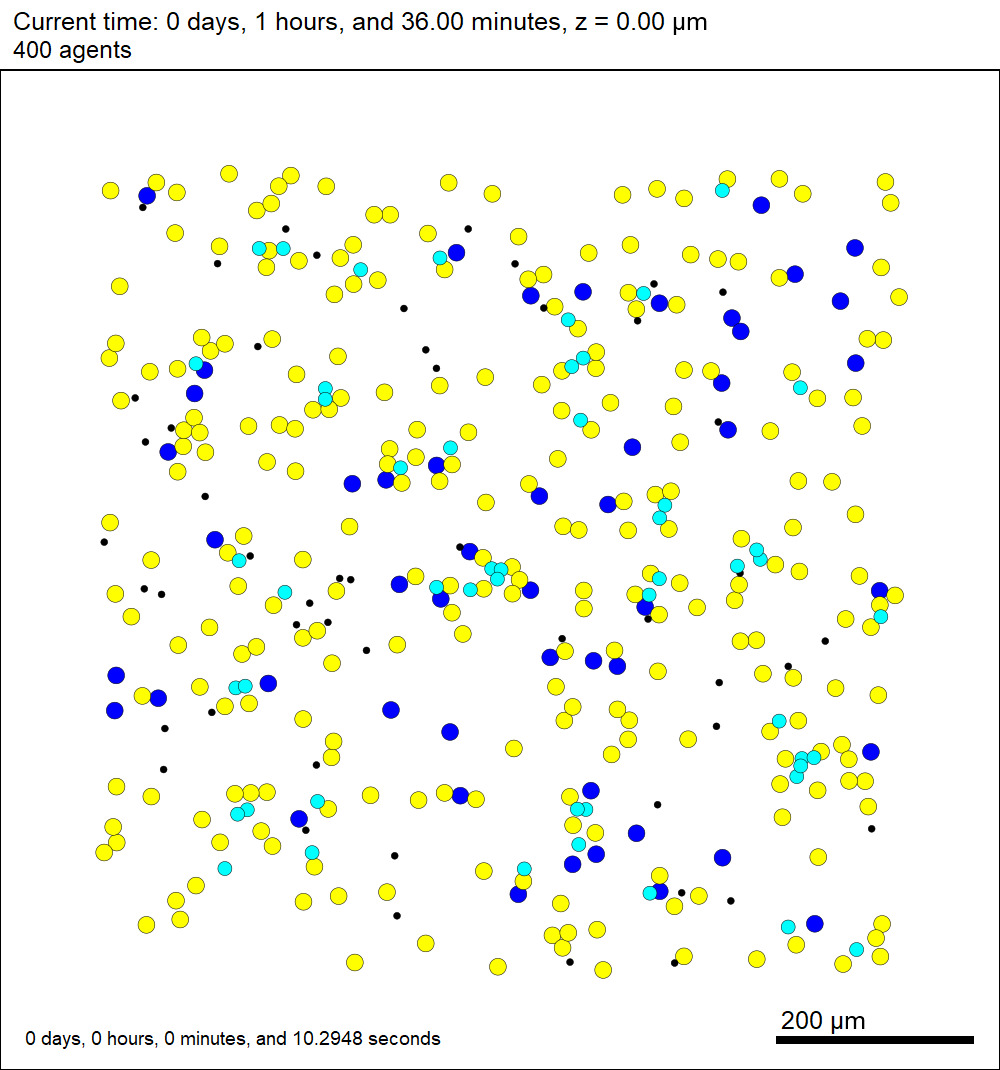 Current time: 0 days, 1 hours, and 36.00 minutes, z = 0.00 μm
400 agents
200 μm
0 days, 0 hours, 0 minutes, and 10.2948 seconds